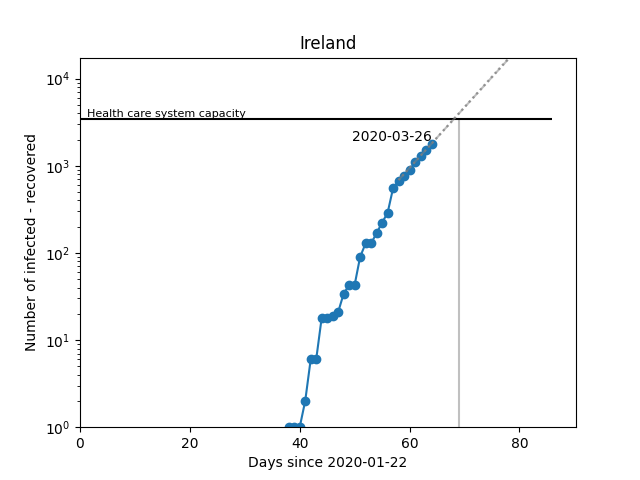 Ireland
10^4
Health care system capacity
2020-03-26
10^3
10^2
10^1
10^0
Number of infected - recovered
0 20 40 60 80
Days since 2020-01-22